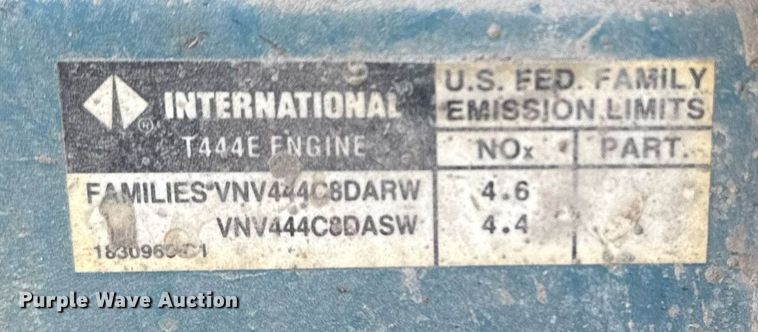 INTERNATIONAL®
T444E ENGINE
U.S. FED. FAMILY
EMISSION LIMITS
NOx PART.
FAMILIES VNV444C8DARW 4.6
VNV444C8DASW 4.4
Purple Wave Auction